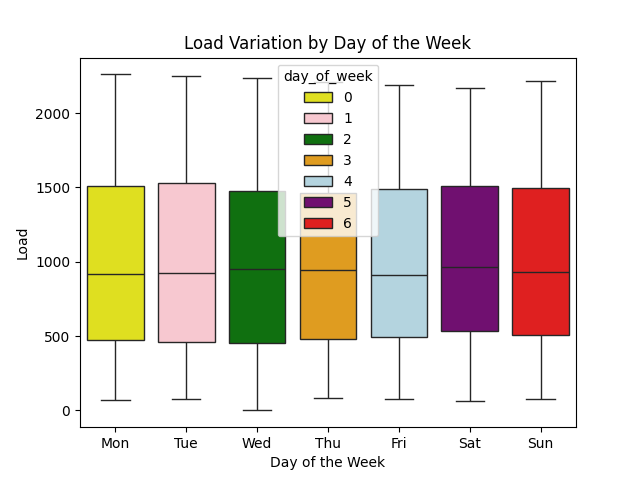 Load Variation by Day of the Week
Load
2000
1500
1000
500
0
day_of_week
0
1
2
3
4
5
6
Mon Tue Wed Thu Fri Sat Sun
Day of the Week